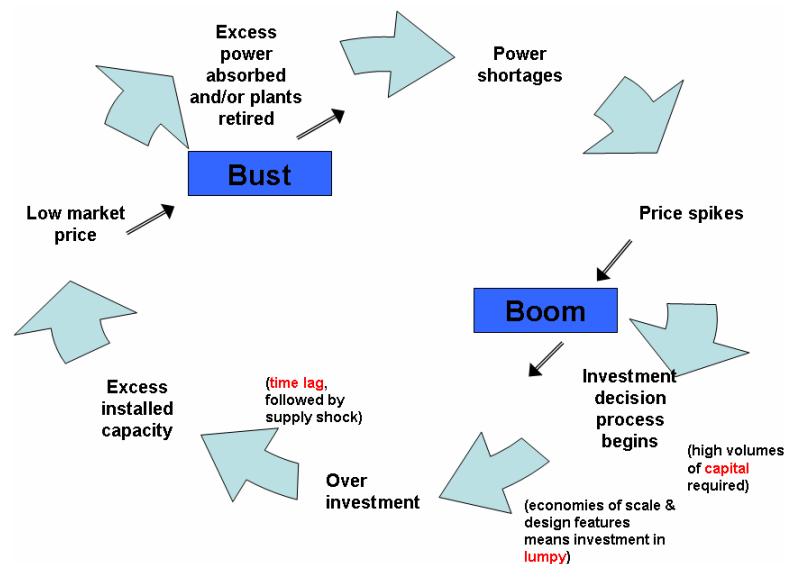 Excess
power
absorbed
and/or plants
retired
Power
shortages
Bust
Low market
price
Price spikes
Boom
Investment
decision
process
begins
(high volumes
of capital
required)
(economies of scale &
design features
means investment in
lumpy)
Over
investment
(time lag,
followed by
supply shock)
Excess
installed
capacity